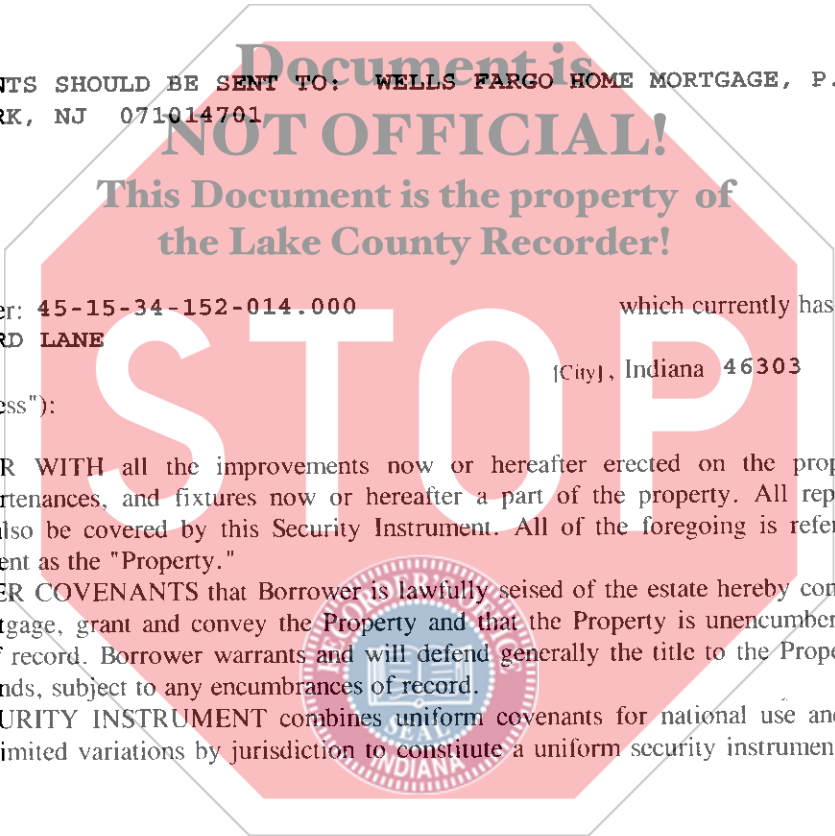 Document is
NTS SHOULD BE SENT TO: WELLS FARGO HOME MORTGAGE, P.
RK, NJ 071014701
NOT OFFICIAL!
This Document is the property of
the Lake County Recorder!
er: 45-15-34-152-014.000 which currently has
RD LANE
[City], Indiana 46303
ess"):
STOP
R WITH all the improvements now or hereafter erected on the prop
rtenances, and fixtures now or hereafter a part of the property. All rep
also be covered by this Security Instrument. All of the foregoing is refer
ent as the "Property."
ER COVENANTS that Borrower is lawfully seised of the estate hereby con
tgage, grant and convey the Property and that the Property is unencumber
f record. Borrower warrants and will defend generally the title to the Prope
nds, subject to any encumbrances of record.
URITY INSTRUMENT combines uniform covenants for national use and
imited variations by jurisdiction to constitute a uniform security instrument
RECORDER'S OFFICE
SEAL
INDIANA